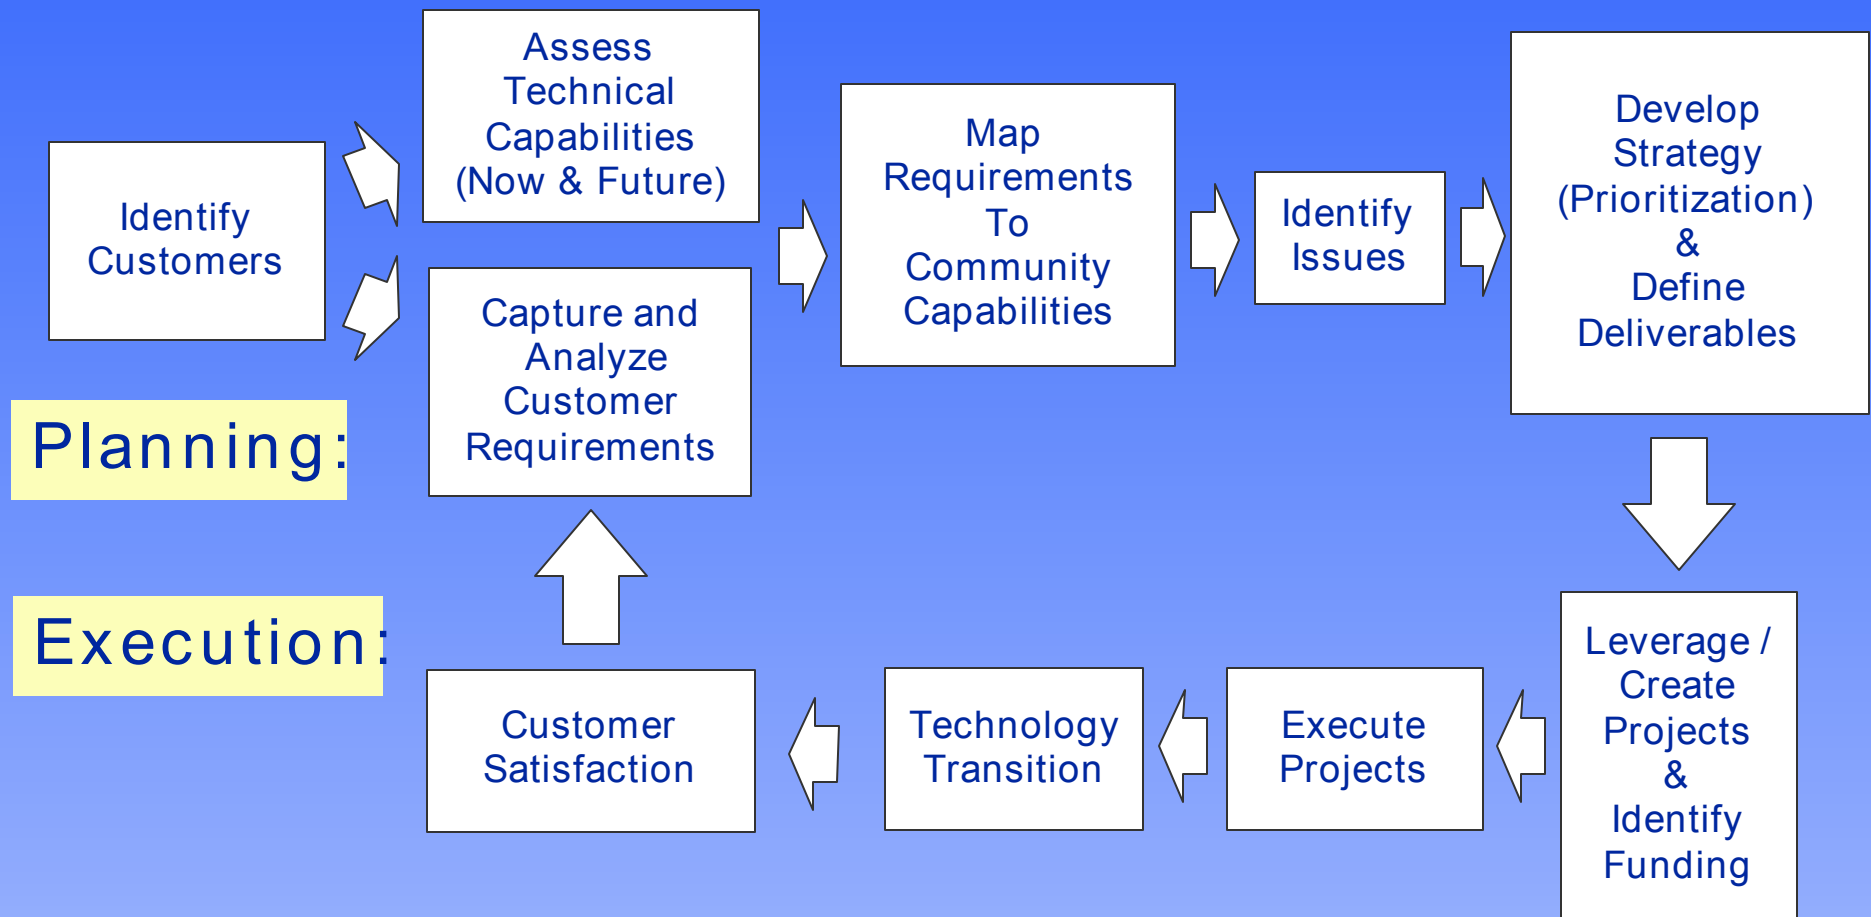 Identify
Customers
Assess
Technical
Capabilities
(Now & Future)
Capture and
Analyze
Customer
Requirements
Map
Requirements
To
Community
Capabilities
Identify
Issues
Develop
Strategy
(Prioritization)
&
Define
Deliverables
Planning:
Execution:
Customer
Satisfaction
Technology
Transition
Execute
Projects
Leverage /
Create
Projects
&
Identify
Funding